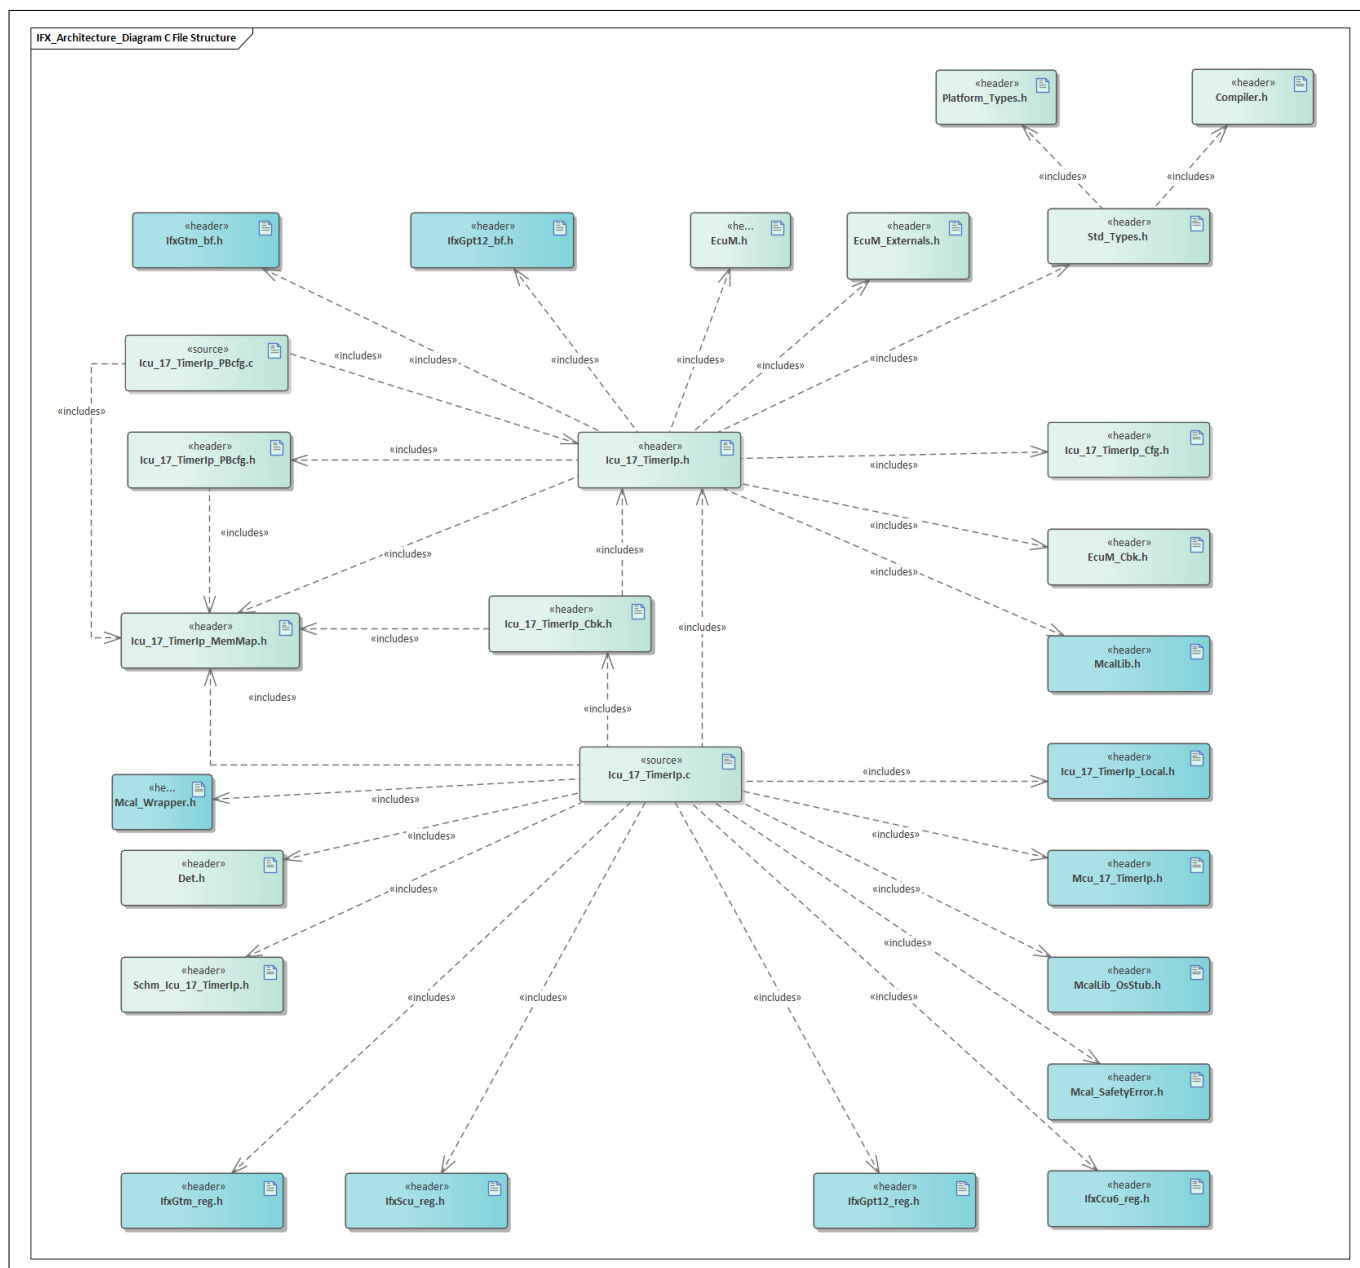 IFX_Architecture_Diagram C File Structure
«header»
Platform_Types.h
«header»
Compiler.h
«includes»
«includes»
«header»
IfxGtm_bf.h
«header»
IfxGpt12_bf.h
«he...
EcuM.h
«header»
EcuM_Externals.h
«header»
Std_Types.h
«source»
Icu_17_TimerIp_PBcfg.c
«includes»
«includes»
«includes»
«includes»
«includes»
«includes»
«includes»
«header»
Icu_17_TimerIp_PBcfg.h
«includes»
«header»
Icu_17_TimerIp.h
«includes»
«header»
Icu_17_TimerIp_Cfg.h
«includes»
«includes»
«includes»
«includes»
«includes»
«header»
EcuM_Cbk.h
«header»
Icu_17_TimerIp_MemMap.h
«includes»
«header»
Icu_17_TimerIp_Cbk.h
«includes»
«header»
McalLib.h
«includes»
«includes»
«source»
Icu_17_TimerIp.c
«includes»
«header»
Icu_17_TimerIp_Local.h
«he...
Mcal_Wrapper.h
«includes»
«includes»
«includes»
«header»
Det.h
«header»
Mcu_17_TimerIp.h
«includes»
«includes»
«includes»
«header»
Schm_Icu_17_TimerIp.h
«header»
McalLib_OsStub.h
«includes»
«includes»
«includes»
«includes»
«header»
Mcal_SafetyError.h
«header»
IfxGtm_reg.h
«header»
IfxScu_reg.h
«header»
IfxGpt12_reg.h
«header»
IfxCcu6_reg.h